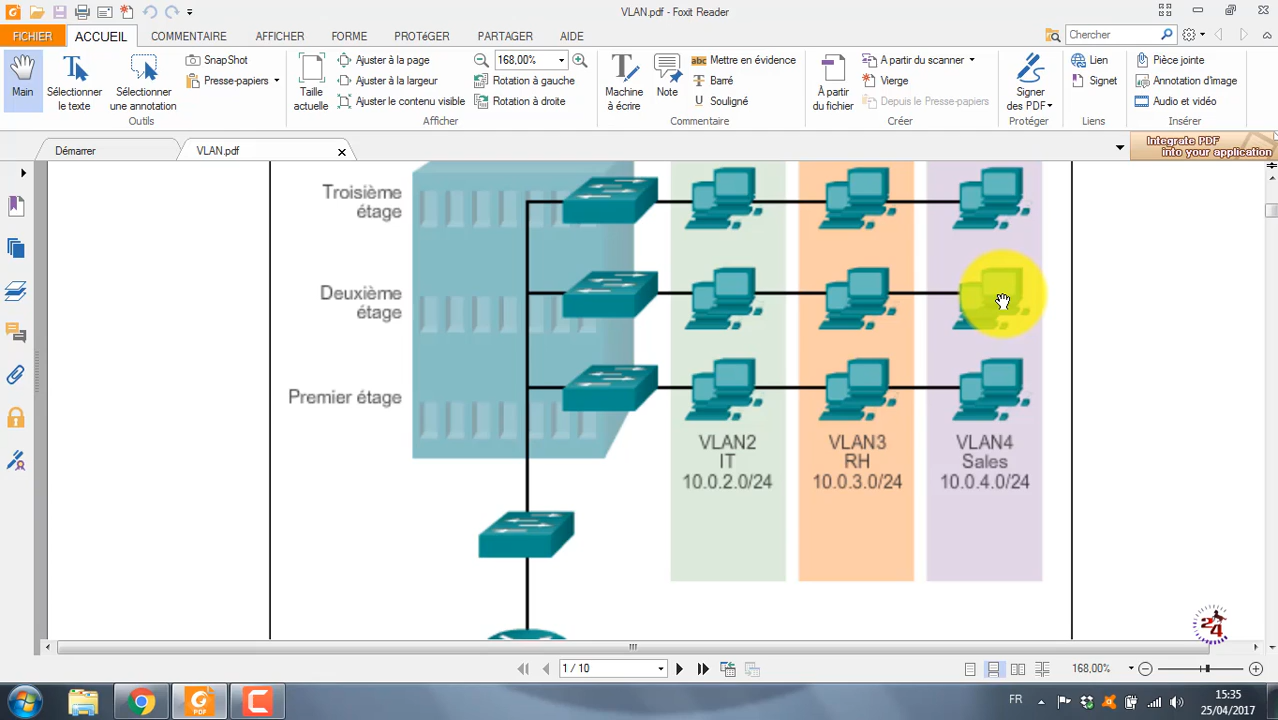 VLAN.pdf - Foxit Reader
FICHIER ACCUEIL COMMENTAIRE AFFICHER FORME PROTéGER PARTAGER AIDE Chercher
Main
Sélectionner le texte
Sélectionner une annotation
SnapShot
Presse-papiers
Outils
Taille actuelle
Ajuster à la page
Ajuster à la largeur
Ajuster le contenu visible
168,00%
Rotation à gauche
Rotation à droite
Afficher
Machine à écrire
Note
Mettre en évidence
Barré
Souligné
Commentaire
À partir du fichier
A partir du scanner
Vierge
Depuis le Presse-papiers
Créer
Signer des PDF
Protéger
Lien
Signet
Liens
Pièce jointe
Annotation d'image
Audio et vidéo
Insérer
Démarrer
VLAN.pdf
Integrate PDF
into your application
Troisième
étage
Deuxième
étage
Premier étage
VLAN2
IT
10.0.2.0/24
VLAN3
RH
10.0.3.0/24
VLAN4
Sales
10.0.4.0/24
24
1 / 10
168,00%
FR
15:35
25/04/2017